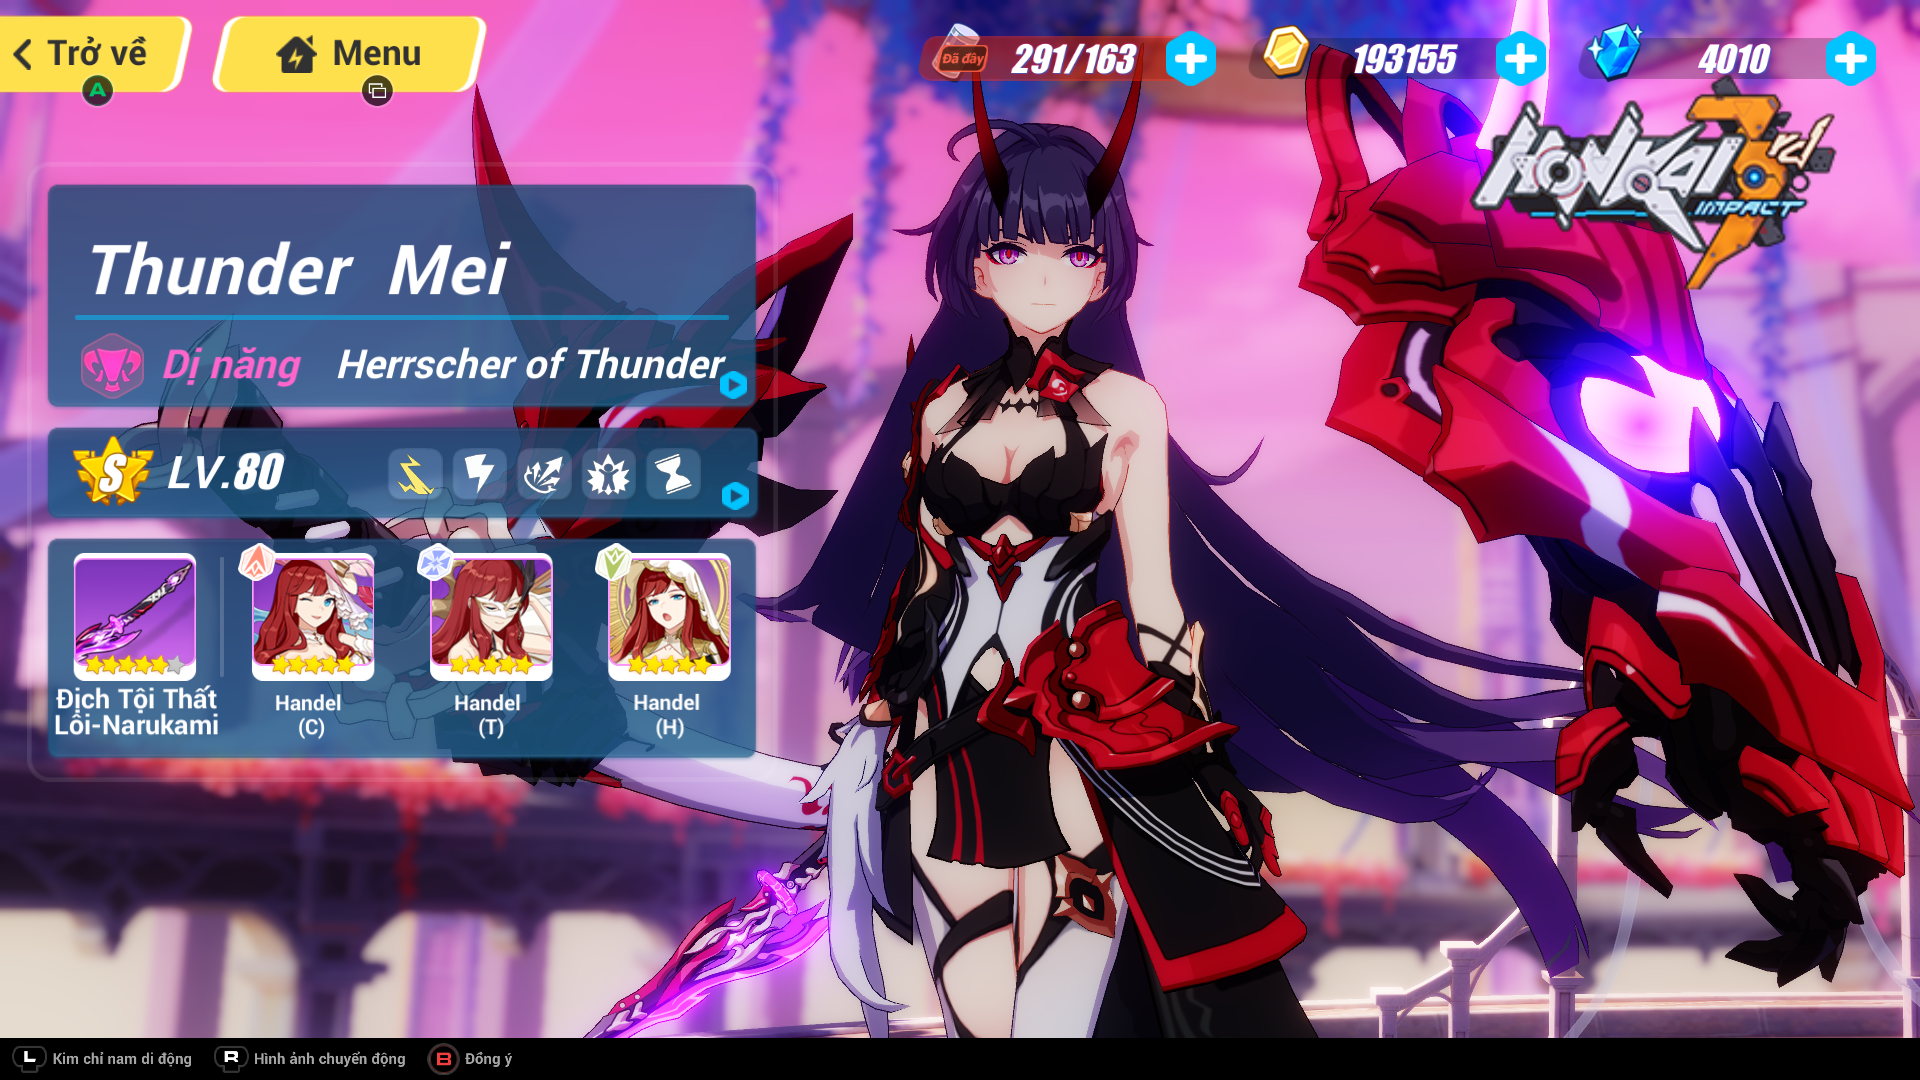 Trở về
Menu
Đã đầy
291/163
193155
4010
A
HONKAI 3rd
IMPACT
Thunder Mei
Dị năng
Herrscher of Thunder
S
LV.80
Địch Tội Thất
Lôi-Narukami
Handel
(C)
Handel
(T)
Handel
(H)
L Kim chỉ nam di động
R Hình ảnh chuyển động
B Đồng ý